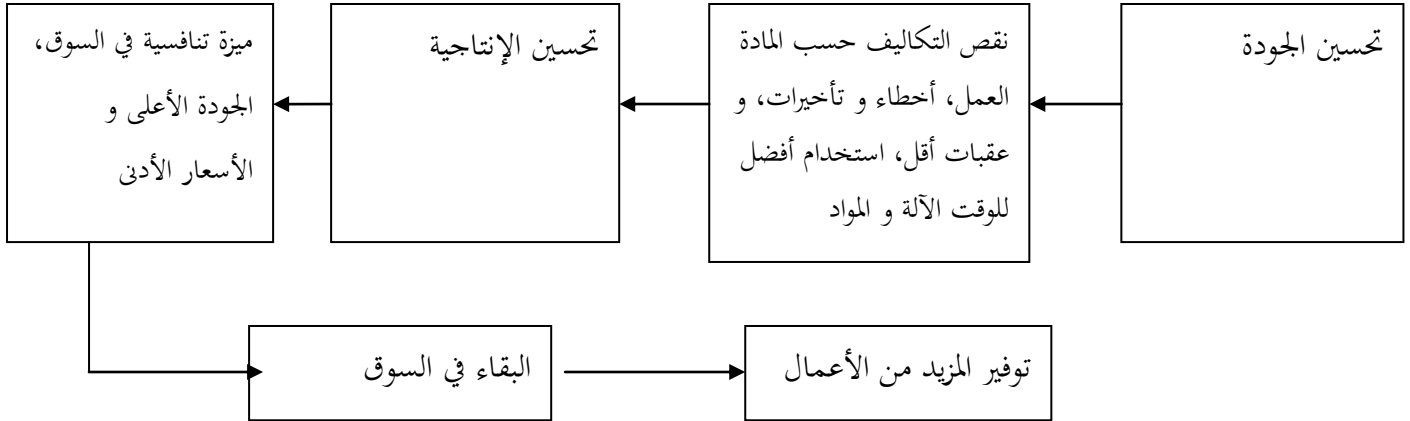 تحسين الجودة
نقص التكاليف حسب المادة
العمل، أخطاء و تأخيرات، و
عقبات أقل، استخدام أفضل
للوقت الآلة و المواد
تحسين الإنتاجية
ميزة تنافسية في السوق،
الجودة الأعلى و
الأسعار الأدنى
البقاء في السوق
توفير المزيد من الأعمال